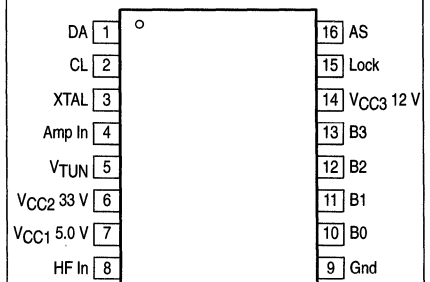 DA 1 16 AS
CL 2 15 Lock
XTAL 3 14 VCC3 12 V
Amp In 4 13 B3
VTUN 5 12 B2
VCC2 33 V 6 11 B1
VCC1 5.0 V 7 10 B0
HF In 8 9 Gnd